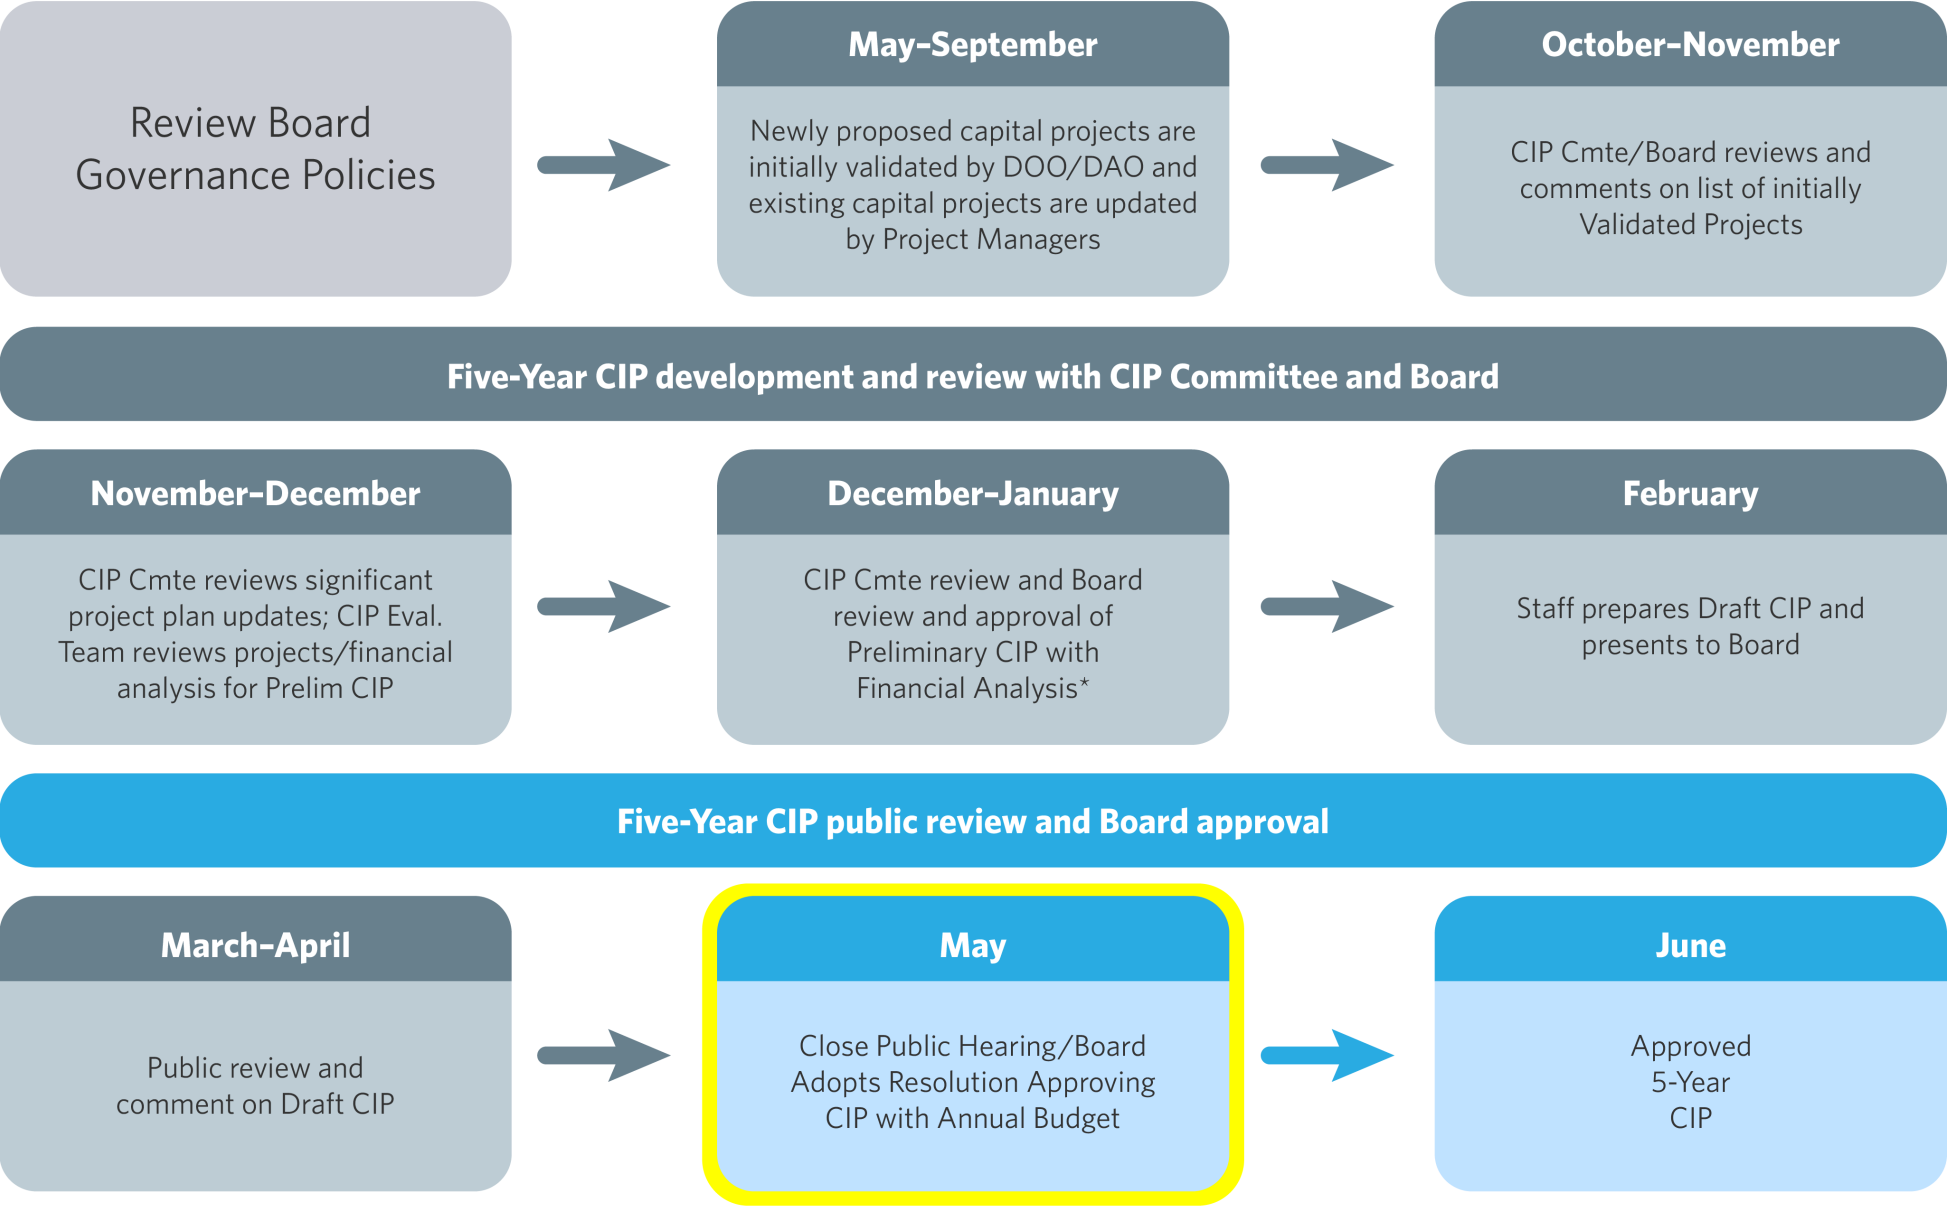 Review Board
Governance Policies
May–September
Newly proposed capital projects are
initially validated by DOO/DAO and
existing capital projects are updated
by Project Managers
October–November
CIP Cmte/Board reviews and
comments on list of initially
Validated Projects
Five-Year CIP development and review with CIP Committee and Board
November–December
CIP Cmte reviews significant
project plan updates; CIP Eval.
Team reviews projects/financial
analysis for Prelim CIP
December–January
CIP Cmte review and Board
review and approval of
Preliminary CIP with
Financial Analysis*
February
Staff prepares Draft CIP and
presents to Board
Five-Year CIP public review and Board approval
March–April
Public review and
comment on Draft CIP
May
Close Public Hearing/Board
Adopts Resolution Approving
CIP with Annual Budget
June
Approved
5-Year
CIP